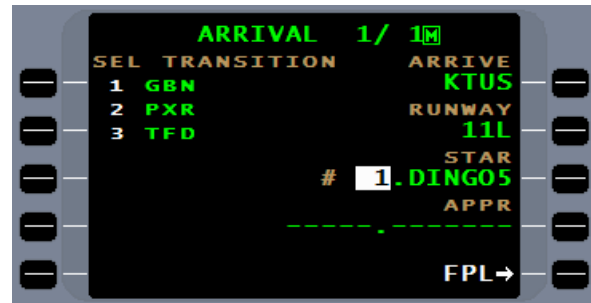 ARRIVAL 1/ 1M
SEL TRANSITION ARRIVE
1 GBN KTUS
2 PXR RUNWAY
3 TFD 11L
STAR
# 1.DINGO5
APPR
-----.-------
FPL→